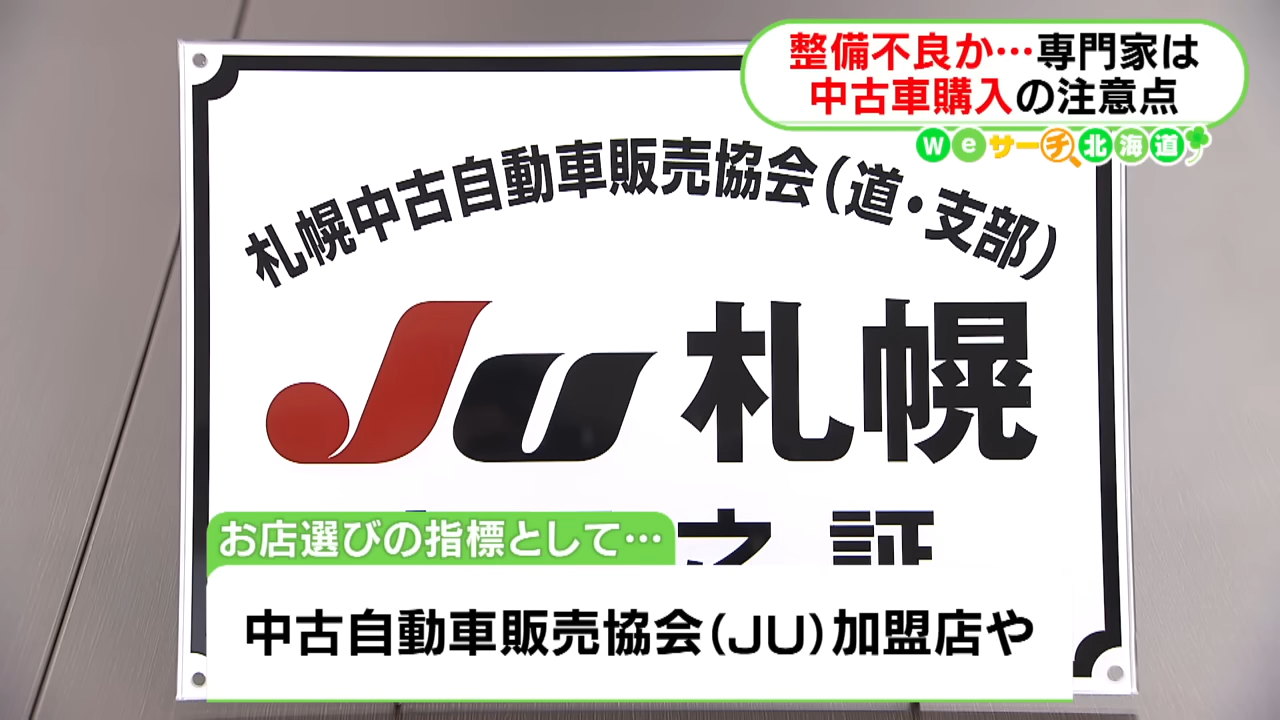 整備不良か…専門家は
中古車購入の注意点
weサーチ北海道
札幌中古自動車販売協会(道・支部)
JU 札幌
之証
お店選びの指標として…
中古自動車販売協会(JU)加盟店や